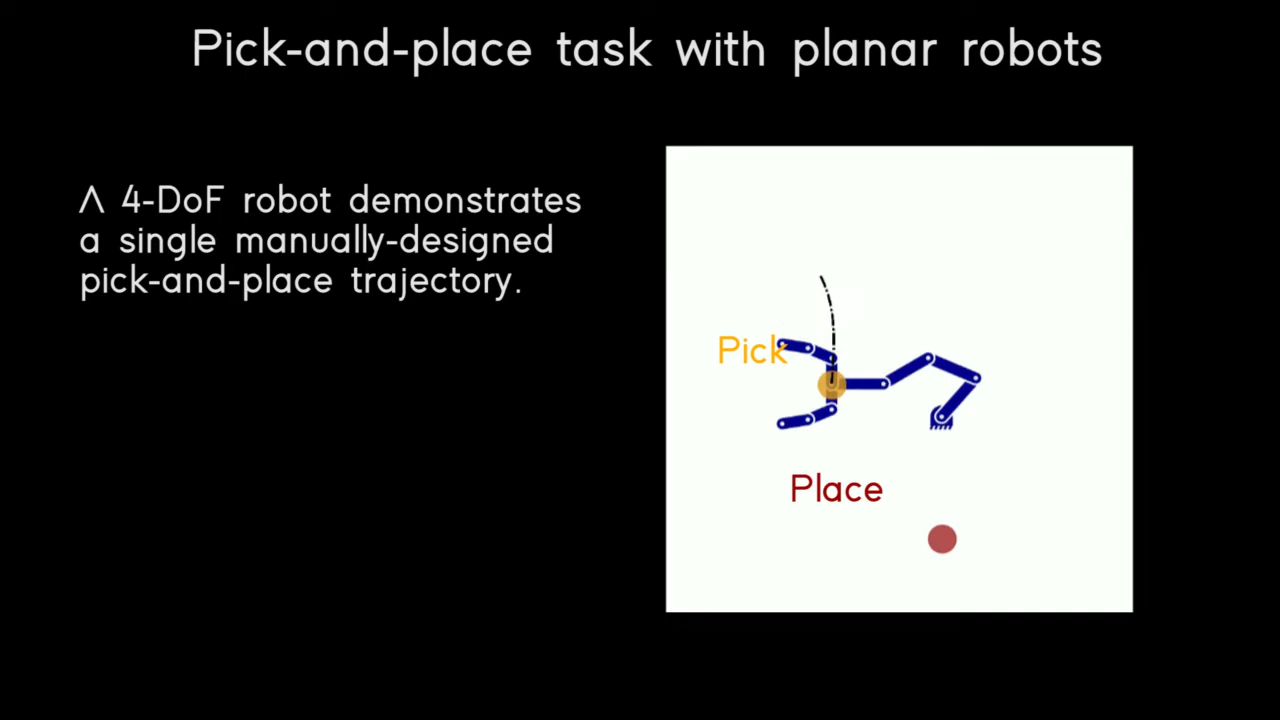 Pick-and-place task with planar robots
A 4-DoF robot demonstrates
a single manually-designed
pick-and-place trajectory.
Pick
Place